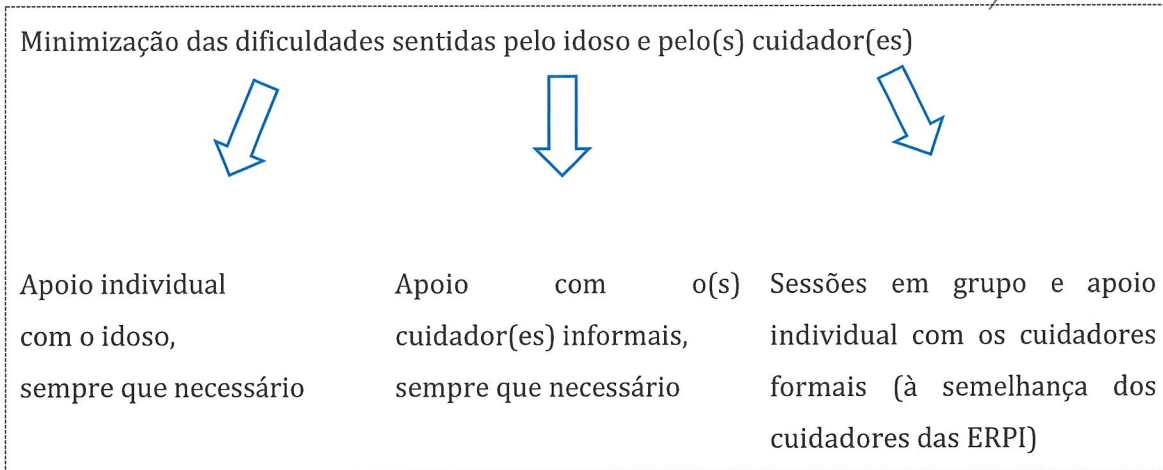 Minimização das dificuldades sentidas pelo idoso e pelo(s) cuidador(es)
Apoio individual
com o idoso,
sempre que necessário
Apoio com o(s)
cuidador(es) informais,
sempre que necessário
Sessões em grupo e apoio
individual com os cuidadores
formais (à semelhança dos
cuidadores das ERPI)